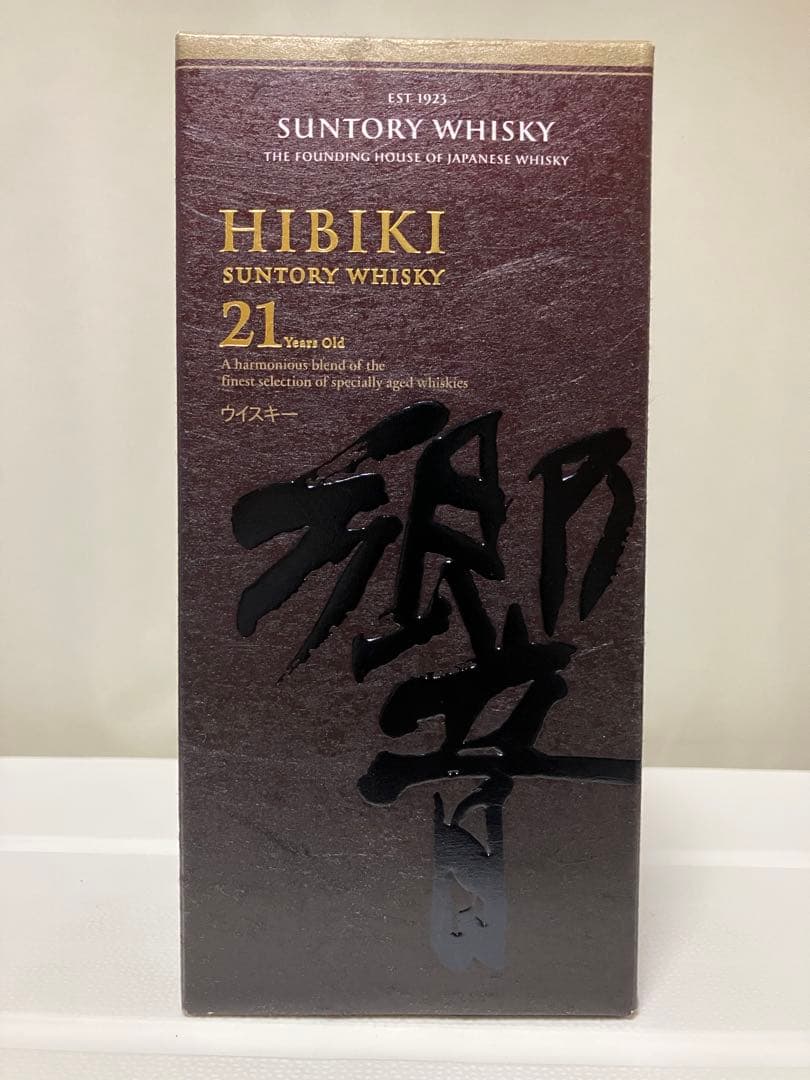 EST 1923
SUNTORY WHISKY
THE FOUNDING HOUSE OF JAPANESE WHISKY
HIBIKI
SUNTORY WHISKY
21 Years Old
A harmonious blend of the
finest selection of specially aged whiskies
ウイスキー
響